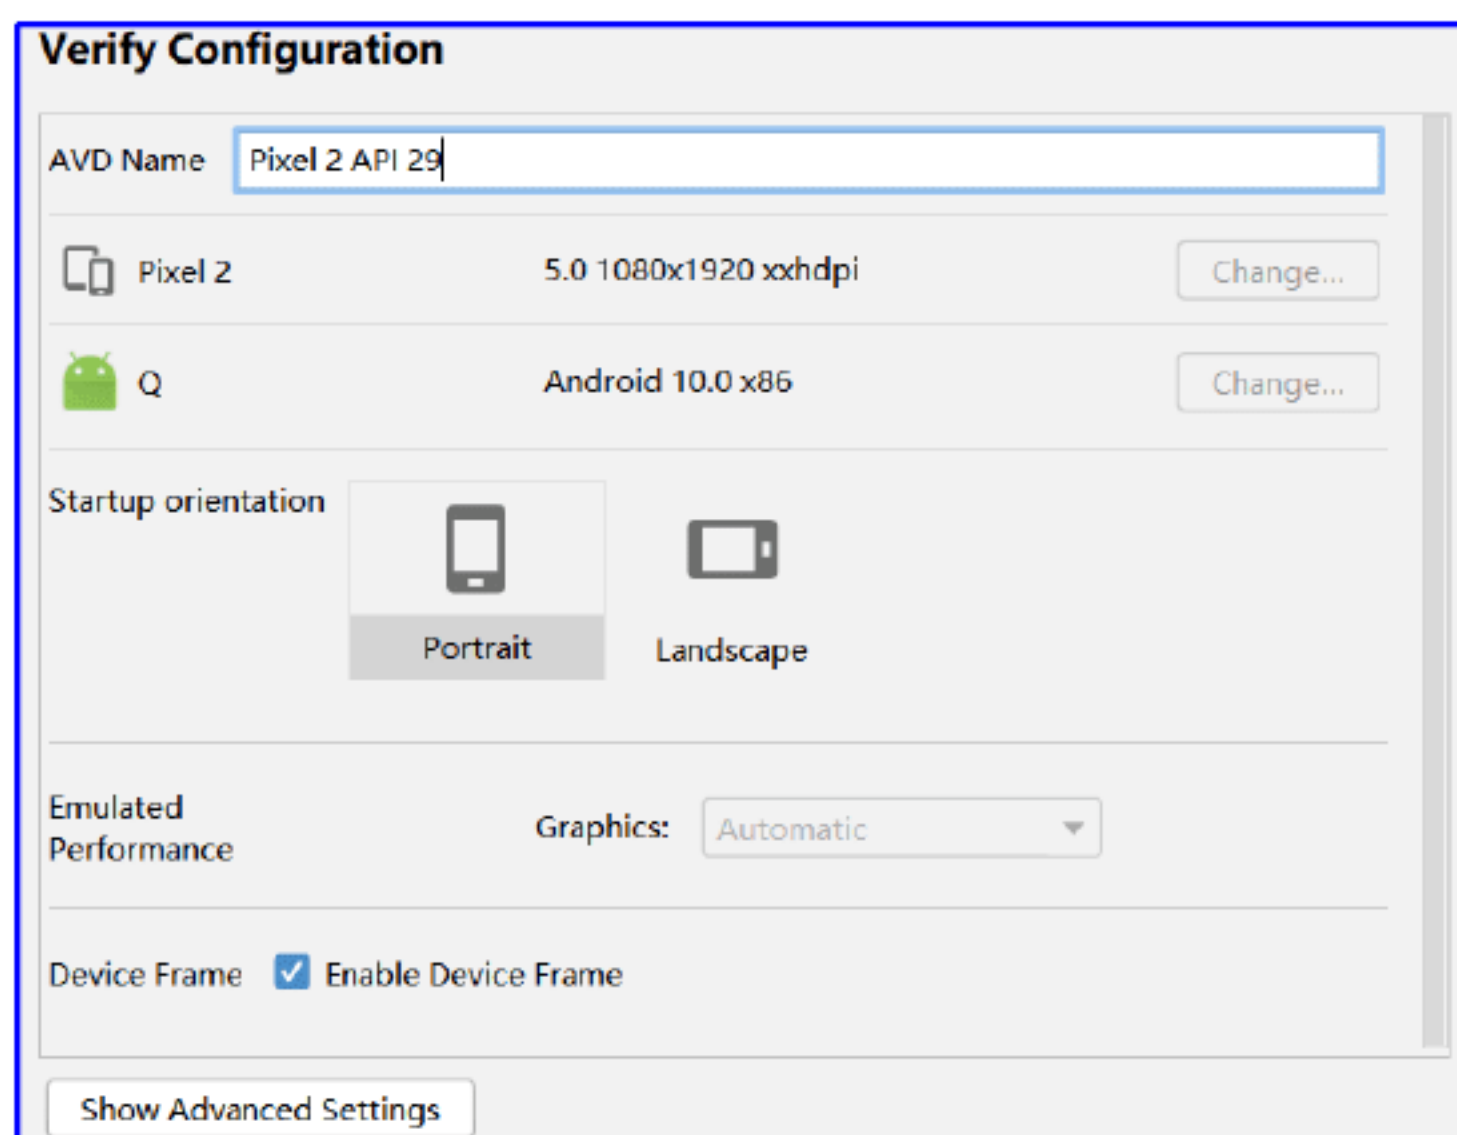 Verify Configuration
AVD Name Pixel 2 API 29
Pixel 2 5.0 1080x1920 xxhdpi Change...
Q Android 10.0 x86 Change...
Startup orientation
Portrait Landscape
Emulated
Performance
Graphics: Automatic
Device Frame Enable Device Frame
Show Advanced Settings